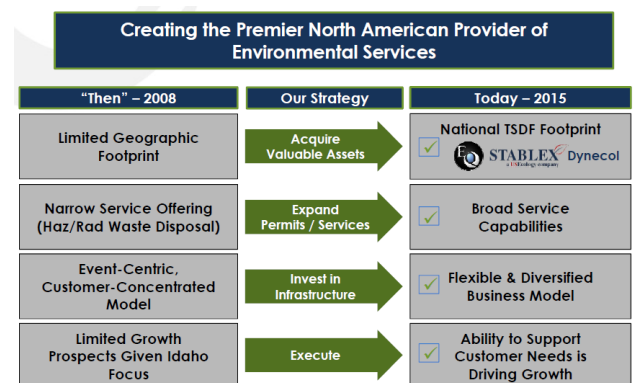 Creating the Premier North American Provider of
Environmental Services
“Then” – 2008
Our Strategy
Today – 2015
Limited Geographic
Footprint
Acquire
Valuable Assets
National TSDF Footprint
EQ STABLEX Dynecol
a US Ecology company
Narrow Service Offering
(Haz/Rad Waste Disposal)
Expand
Permits / Services
Broad Service
Capabilities
Event-Centric,
Customer-Concentrated
Model
Invest in
Infrastructure
Flexible & Diversified
Business Model
Limited Growth
Prospects Given Idaho
Focus
Execute
Ability to Support
Customer Needs is
Driving Growth